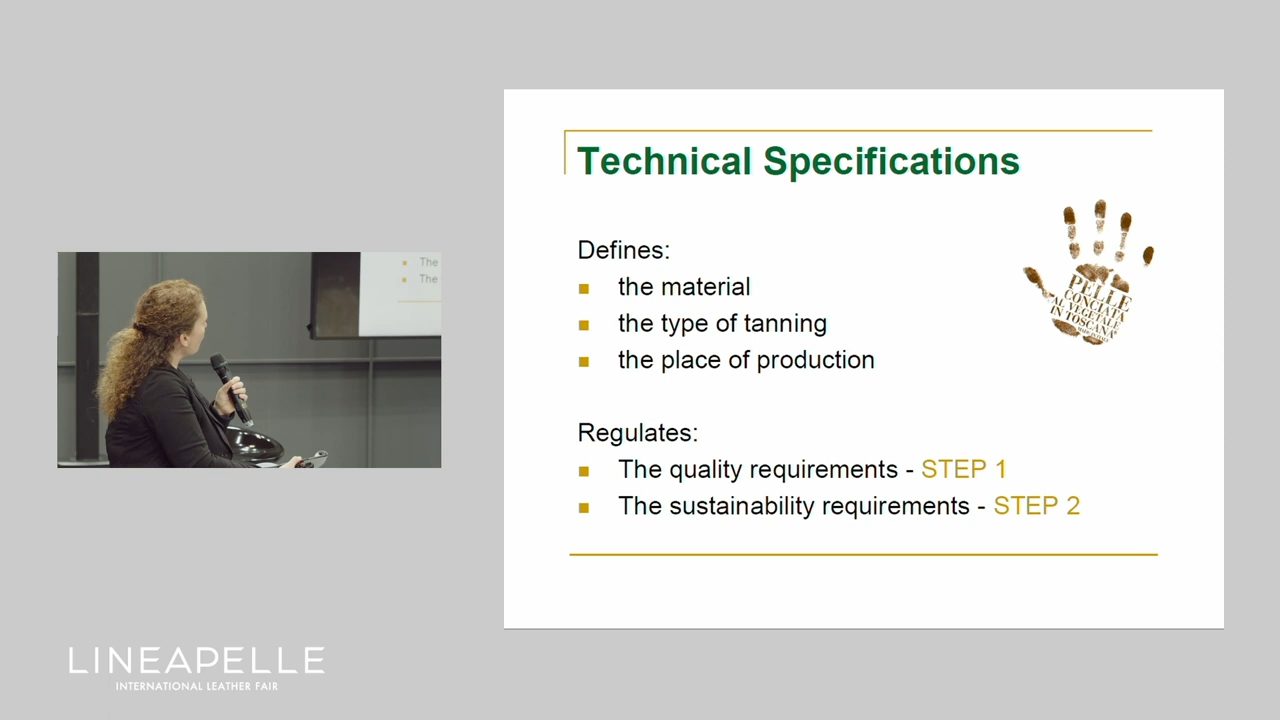 Technical Specifications
Defines:
the material
the type of tanning
the place of production
Regulates:
The quality requirements - STEP 1
The sustainability requirements - STEP 2
PELLE
CONCIATA
AL VEGETALE
IN TOSCANA
The
The
LINEAPELLE
INTERNATIONAL LEATHER FAIR